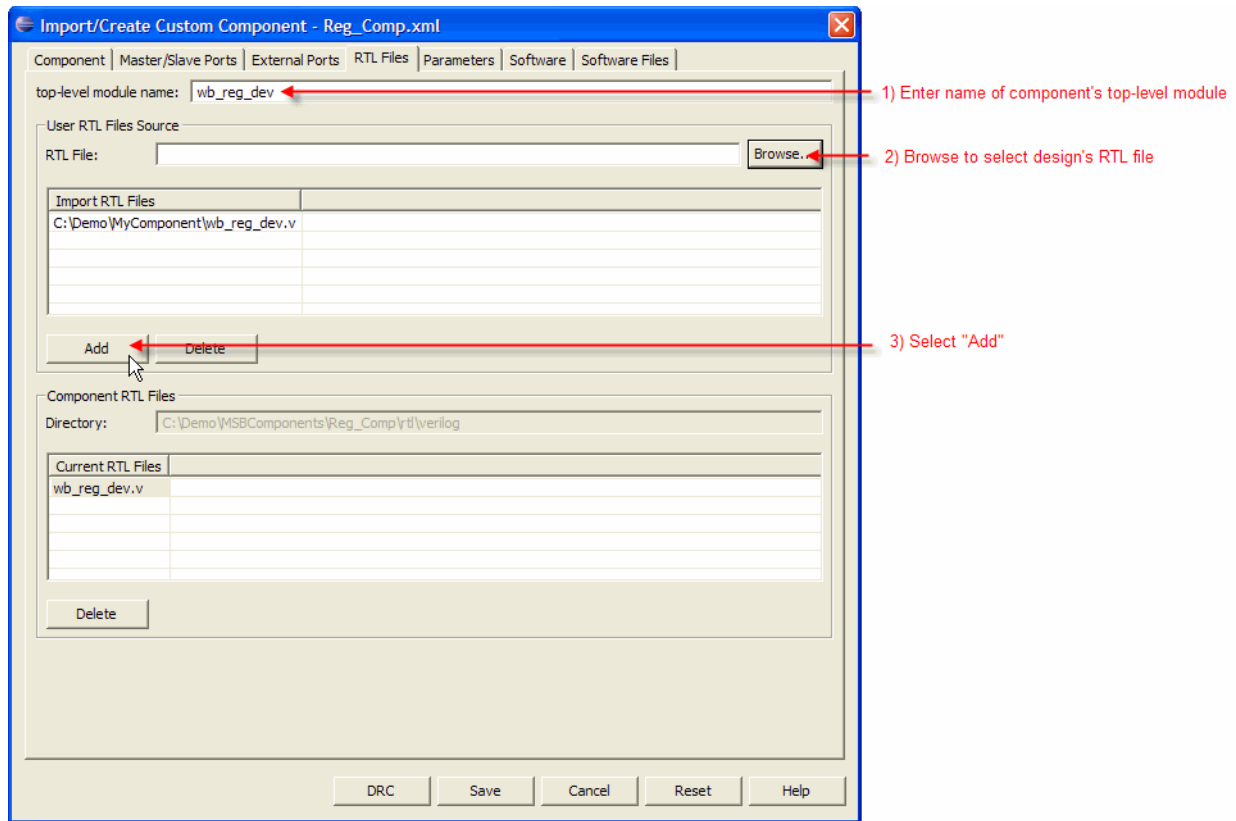 Import/Create Custom Component - Reg_Comp.xml
Component Master/Slave Ports External Ports RTL Files Parameters Software Software Files
top-level module name: wb_reg_dev
1) Enter name of component's top-level module
User RTL Files Source
RTL File: Browse...
2) Browse to select design's RTL file
Import RTL Files
C:\Demo\MyComponent\wb_reg_dev.v
Add Delete
3) Select "Add"
Component RTL Files
Directory: C:\Demo\MSBComponents\Reg_Comp\rtl\verilog
Current RTL Files
wb_reg_dev.v
Delete
DRC Save Cancel Reset Help